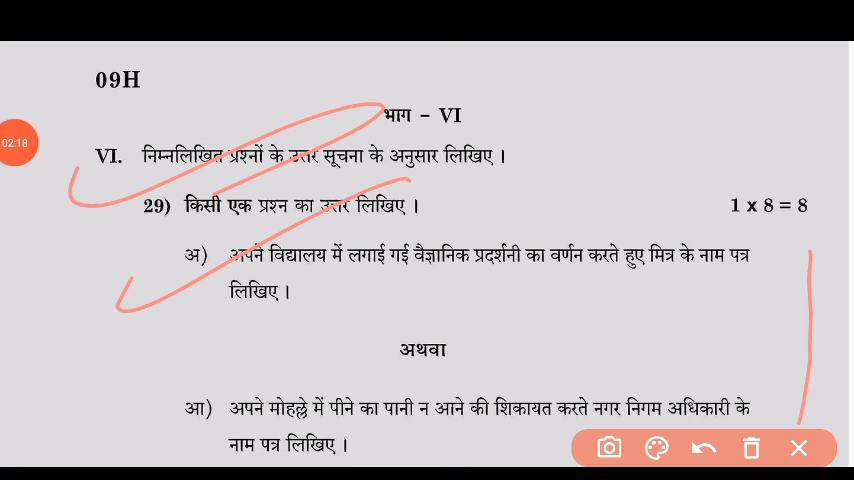 09H
भाग – VI
02:18
VI. निम्नलिखित प्रश्नों के उत्तर सूचना के अनुसार लिखिए ।
29) किसी एक प्रश्न का उत्तर लिखिए । 1 x 8 = 8
अ) अपने विद्यालय में लगाई गई वैज्ञानिक प्रदर्शनी का वर्णन करते हुए मित्र के नाम पत्र
लिखिए ।
अथवा
आ) अपने मोहल्ले में पीने का पानी न आने की शिकायत करते नगर निगम अधिकारी के
नाम पत्र लिखिए ।